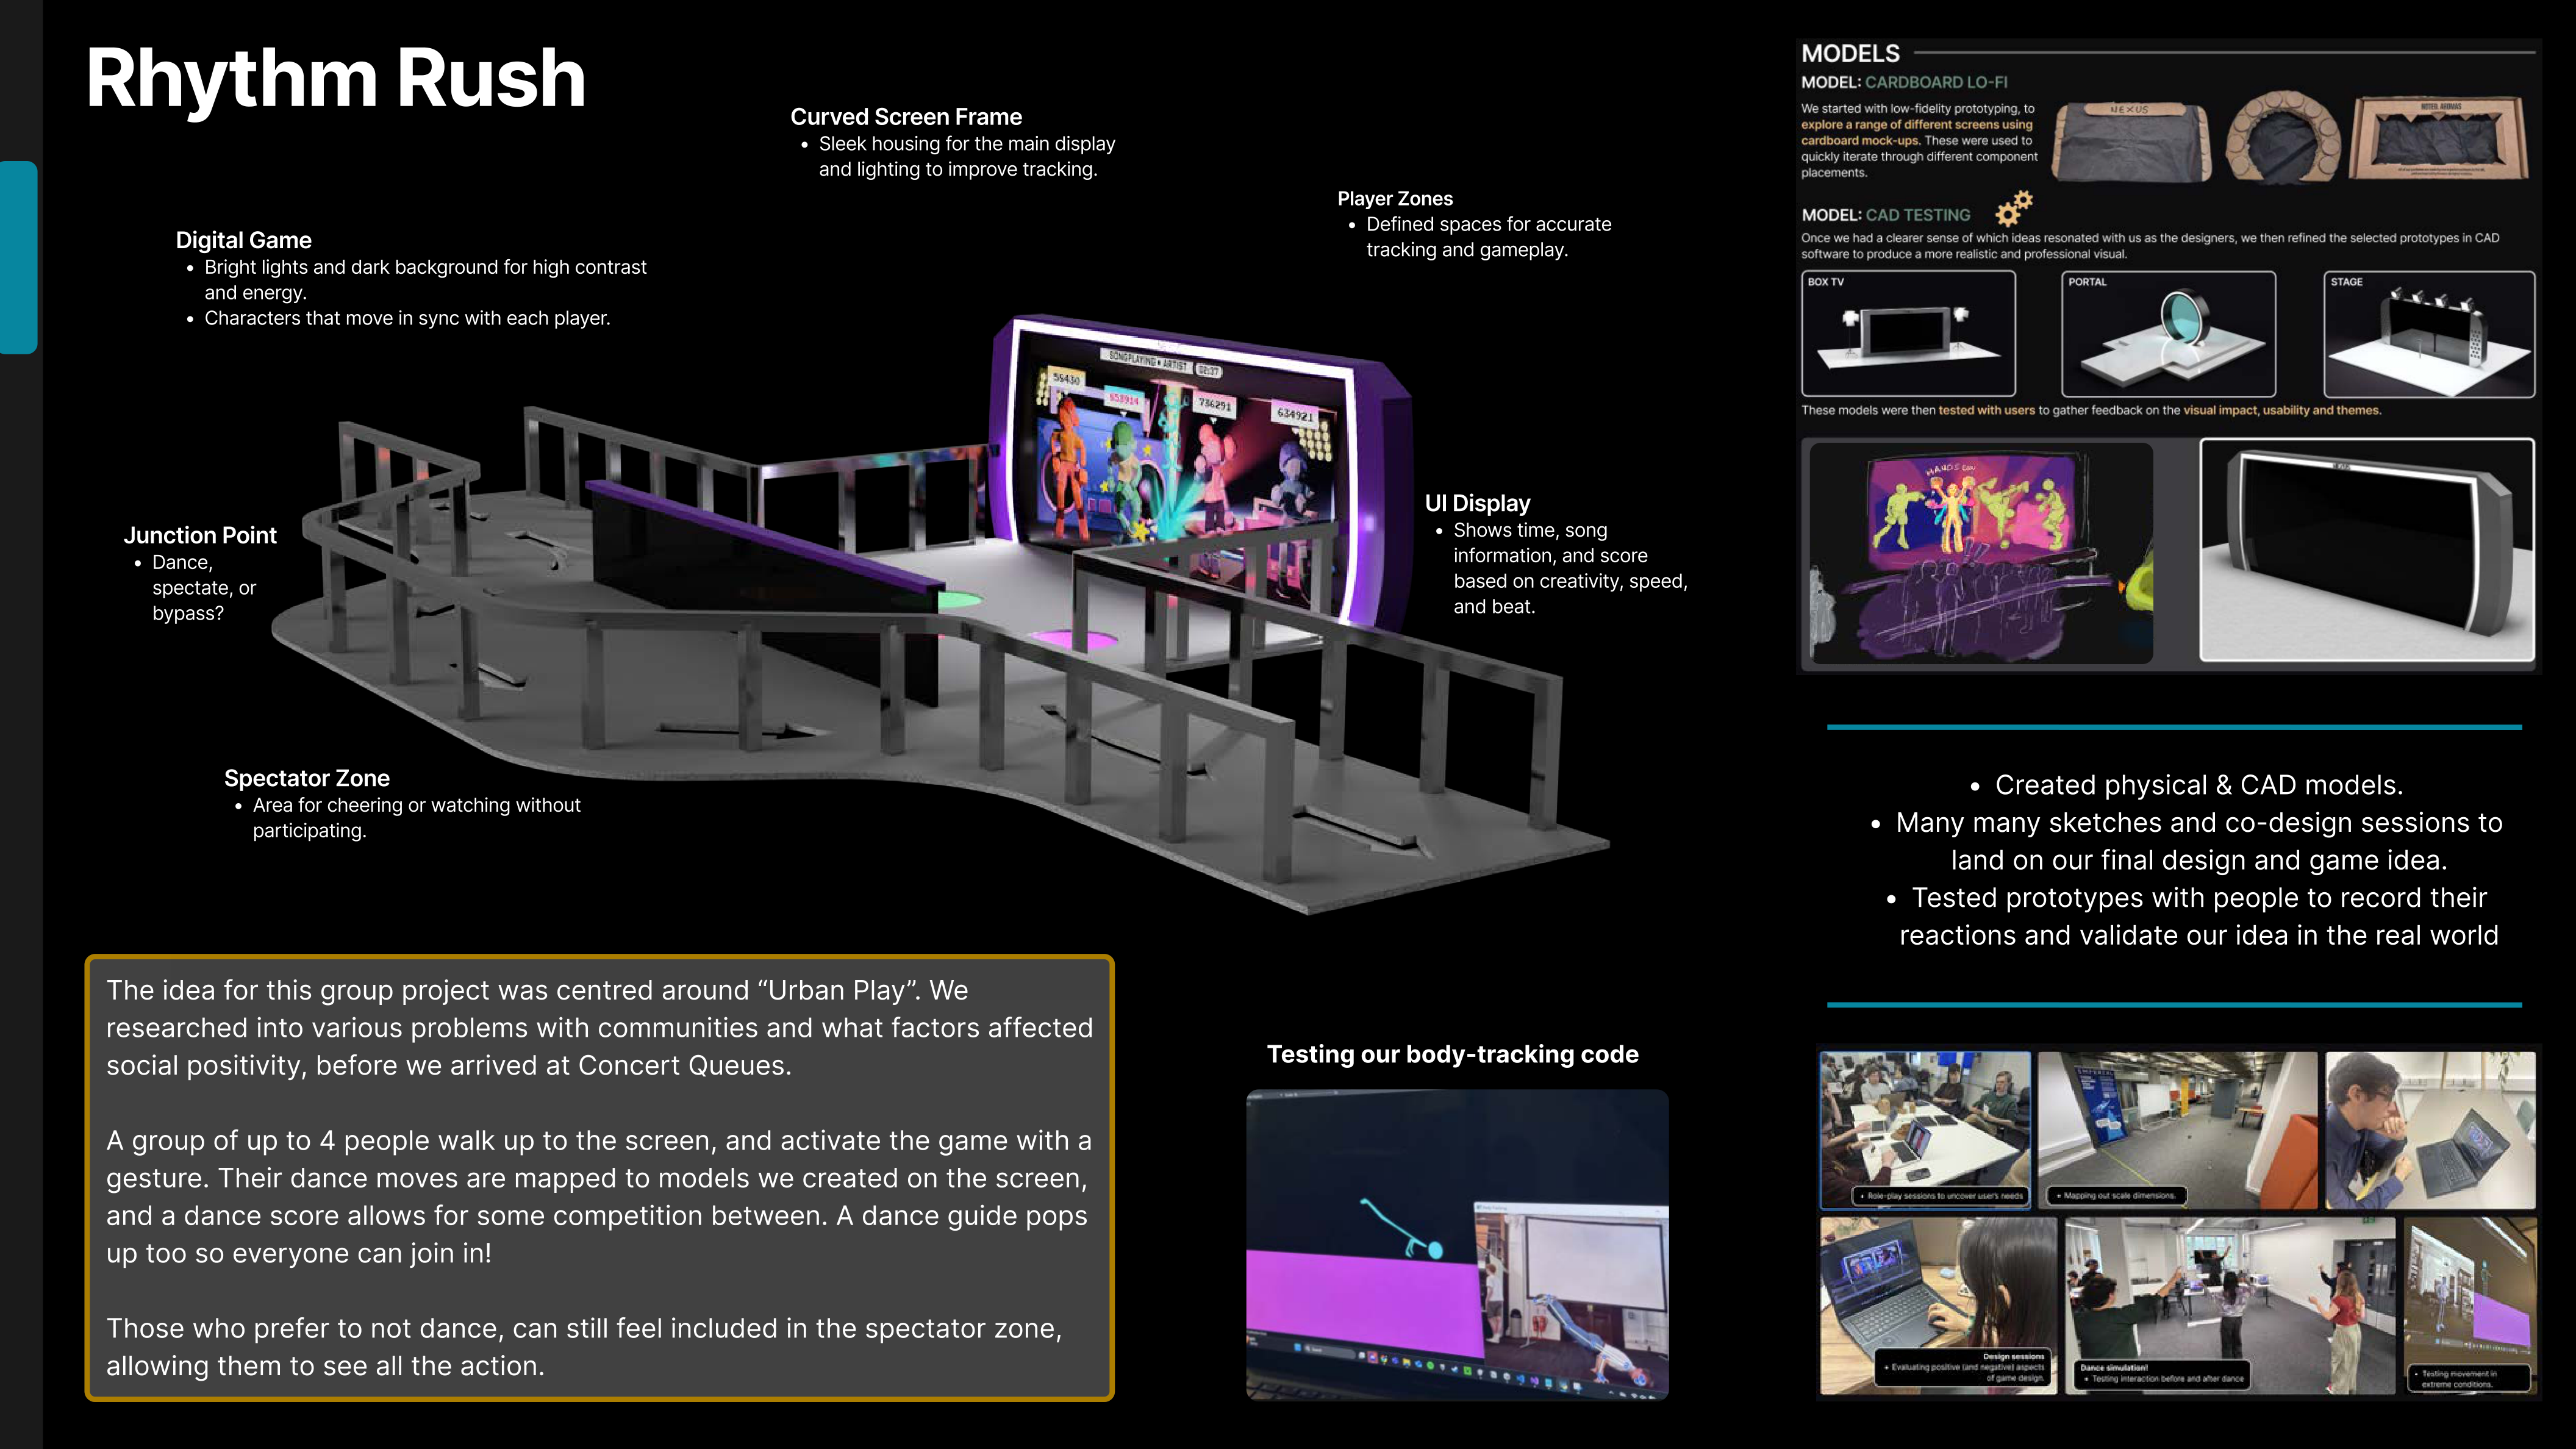 Rhythm Rush
Curved Screen Frame
• Sleek housing for the main display
and lighting to improve tracking.
Player Zones
• Defined spaces for accurate
tracking and gameplay.
Digital Game
• Bright lights and dark background for high contrast
and energy.
• Characters that move in sync with each player.
SONG PLAYING • ARTIST 02:37
58430
653914
736291
634921
Junction Point
• Dance,
spectate, or
bypass?
UI Display
• Shows time, song
information, and score
based on creativity, speed,
and beat.
Spectator Zone
• Area for cheering or watching without
participating.
The idea for this group project was centred around “Urban Play”. We
researched into various problems with communities and what factors affected
social positivity, before we arrived at Concert Queues.
A group of up to 4 people walk up to the screen, and activate the game with a
gesture. Their dance moves are mapped to models we created on the screen,
and a dance score allows for some competition between. A dance guide pops
up too so everyone can join in!
Those who prefer to not dance, can still feel included in the spectator zone,
allowing them to see all the action.
Testing our body-tracking code
MODELS
MODEL: CARDBOARD LO-FI
We started with low-fidelity prototyping, to
explore a range of different screens using
cardboard mock-ups. These were used to
quickly iterate through different component
placements.
NEXUS
MODEL: CAD TESTING
Once we had a clearer sense of which ideas resonated with us as the designers, we then refined the selected prototypes in CAD
software to produce a more realistic and professional visual.
BOX TV
PORTAL
STAGE
These models were then tested with users to gather feedback on the visual impact, usability and themes.
• Created physical & CAD models.
• Many many sketches and co-design sessions to
land on our final design and game idea.
• Tested prototypes with people to record their
reactions and validate our idea in the real world
+ Role-play sessions to uncover user's needs
+ Mapping out scale dimensions.
Design sessions
+ Evaluating positive (and negative) aspects
of game design.
Dance simulation!
+ Testing interaction before and after dance
+ Testing movement in
extreme conditions.